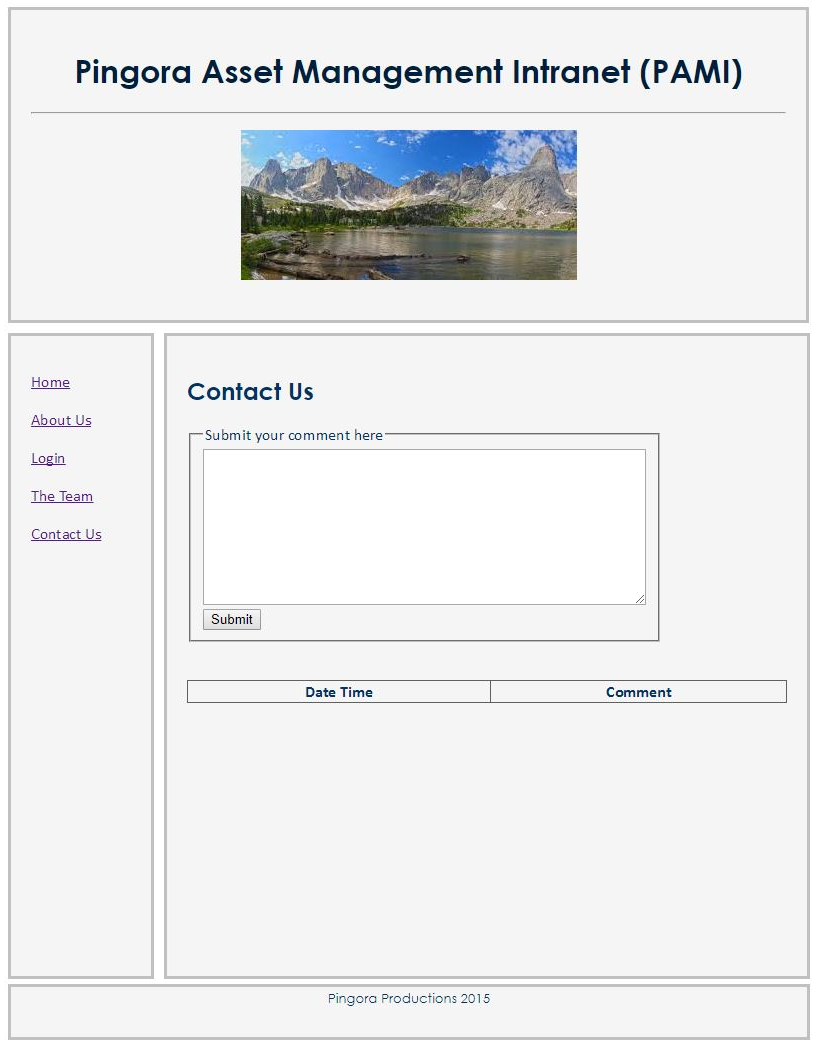 Pingora Asset Management Intranet (PAMI)
Home
About Us
Login
The Team
Contact Us
Contact Us
Submit your comment here
Submit
Date Time Comment
Pingora Productions 2015